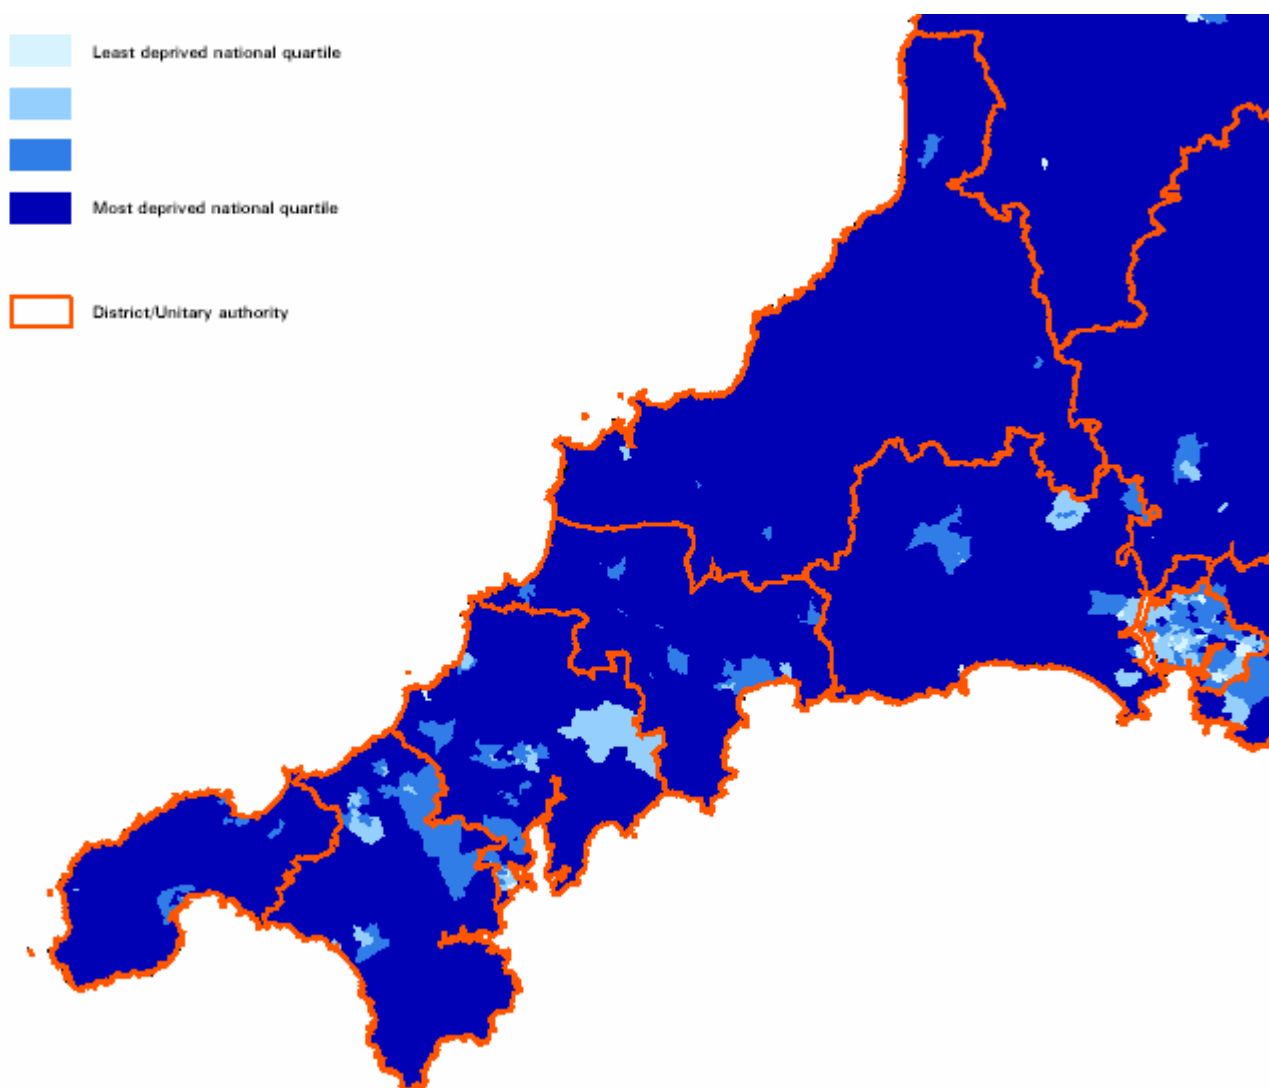 Least deprived national quartile
Most deprived national quartile
District/Unitary authority